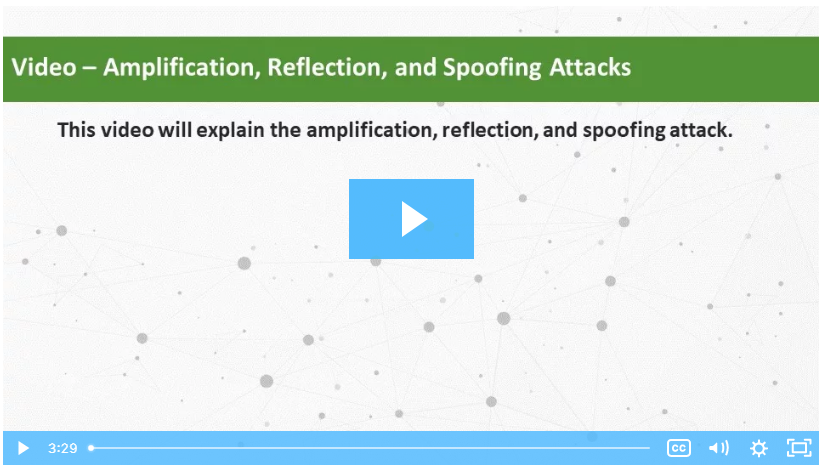 Video – Amplification, Reflection, and Spoofing Attacks
This video will explain the amplification, reflection, and spoofing attack.
3:29
CC